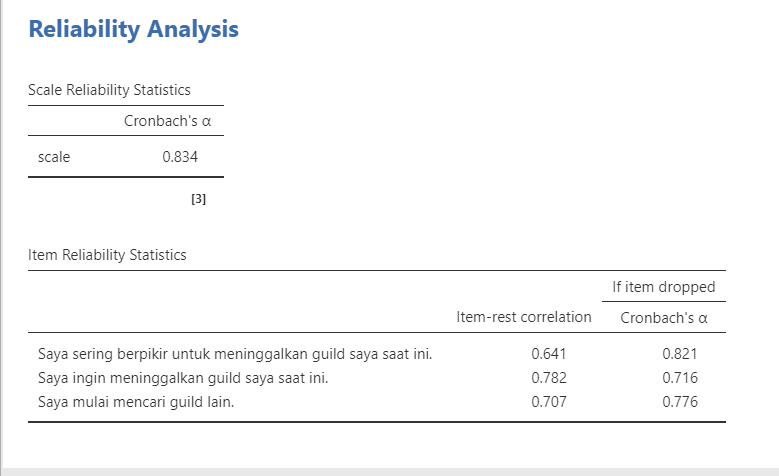 Reliability Analysis
Scale Reliability Statistics
Cronbach's α
scale 0.834
[3]
Item Reliability Statistics
If item dropped
Item-rest correlation Cronbach's α
Saya sering berpikir untuk meninggalkan guild saya saat ini. 0.641 0.821
Saya ingin meninggalkan guild saya saat ini. 0.782 0.716
Saya mulai mencari guild lain. 0.707 0.776